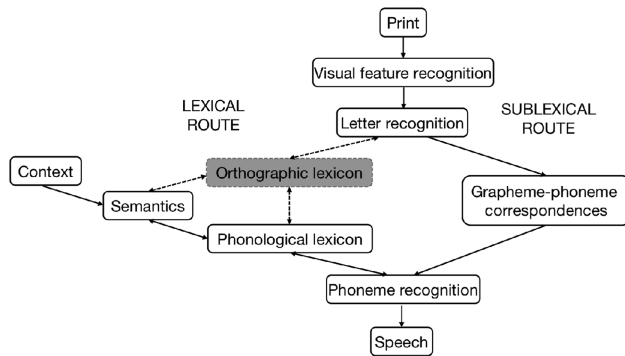 Print
Visual feature recognition
LEXICAL
ROUTE
SUBLEXICAL
ROUTE
Letter recognition
Context
Orthographic lexicon
Semantics
Grapheme-phoneme
correspondences
Phonological lexicon
Phoneme recognition
Speech